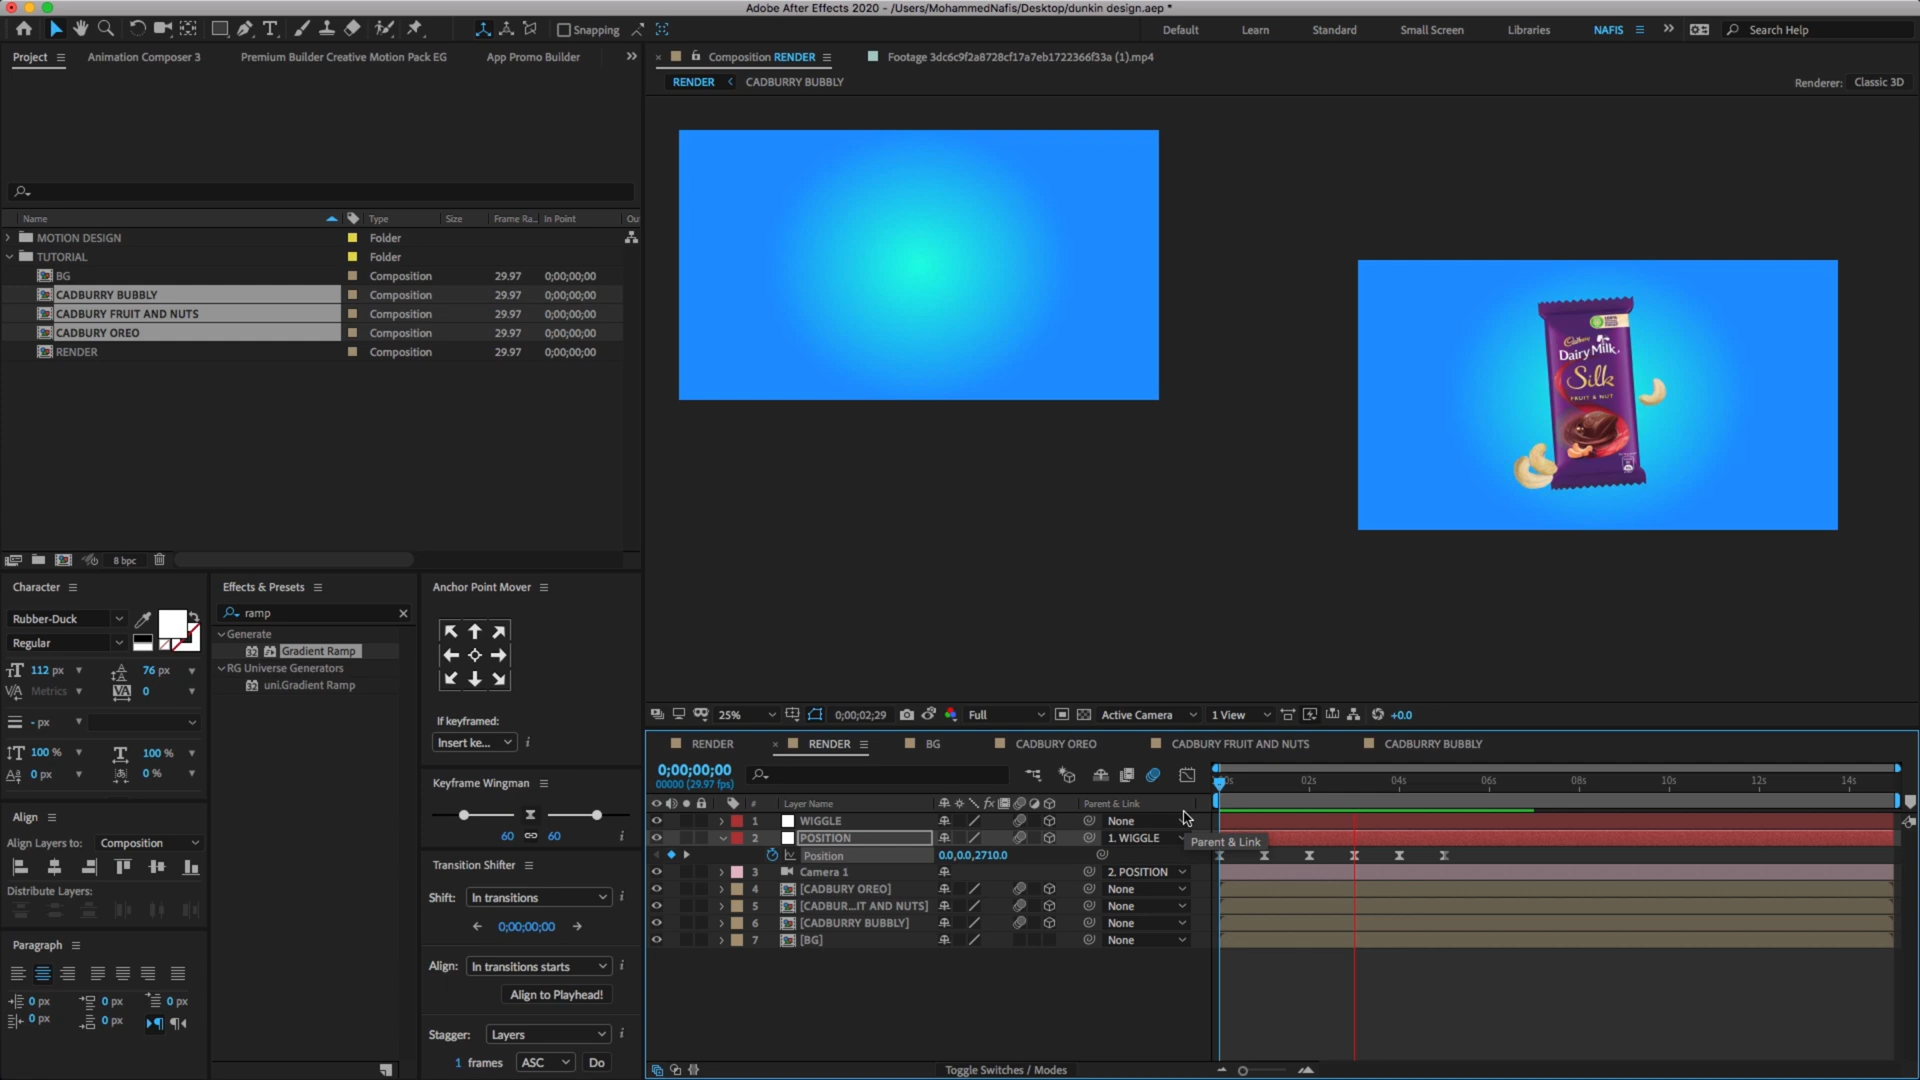 Adobe After Effects 2020 - /Users/MohammedNafis/Desktop/dunkin design.aep *
Snapping
Default
Learn
Standard
Small Screen
Libraries
NAFIS
Search Help
Project
Animation Composer 3
Premium Builder Creative Motion Pack EG
App Promo Builder
Composition RENDER
Footage 3dc6c9f2a8728cf17a7eb1722366f33a (1).mp4
RENDER
CADBURRY BUBBLY
Renderer: Classic 3D
Name Type Size Frame Ra... In Point Ou
MOTION DESIGN Folder
TUTORIAL Folder
BG Composition 29.97 0;00;00;00
CADBURRY BUBBLY Composition 29.97 0;00;00;00
CADBURY FRUIT AND NUTS Composition 29.97 0;00;00;00
CADBURY OREO Composition 29.97 0;00;00;00
RENDER Composition 29.97 0;00;00;00
Cadbury
Dairy Milk
Silk
FRUIT & NUT
8 bpc
Character
Rubber-Duck
Regular
112 px
76 px
Metrics
0
- px
100 %
100 %
0 px
0 %
Align
Align Layers to: Composition
Distribute Layers:
Paragraph
0 px
0 px
0 px
0 px
0 px
Effects & Presets
ramp
Generate
Gradient Ramp
RG Universe Generators
uni.Gradient Ramp
Anchor Point Mover
If keyframed:
Insert ke...
Keyframe Wingman
60 60
Transition Shifter
Shift: In transitions
0;00;00;00
Align: In transitions starts
Align to Playhead!
Stagger: Layers
1 frames ASC Do
25%
0;00;02;29
Full
Active Camera
1 View
+0.0
RENDER
RENDER
BG
CADBURY OREO
CADBURY FRUIT AND NUTS
CADBURRY BUBBLY
0;00;00;00
00000 (29.97 fps)
02s 04s 06s 08s 10s 12s 14s
# Layer Name Parent & Link
1 WIGGLE None
2 POSITION 1. WIGGLE
Parent & Link
Position 0.0,0.0,2710.0
3 Camera 1 2. POSITION
4 [CADBURY OREO] None
5 [CADBUR...IT AND NUTS] None
6 [CADBURRY BUBBLY] None
7 [BG] None
Toggle Switches / Modes